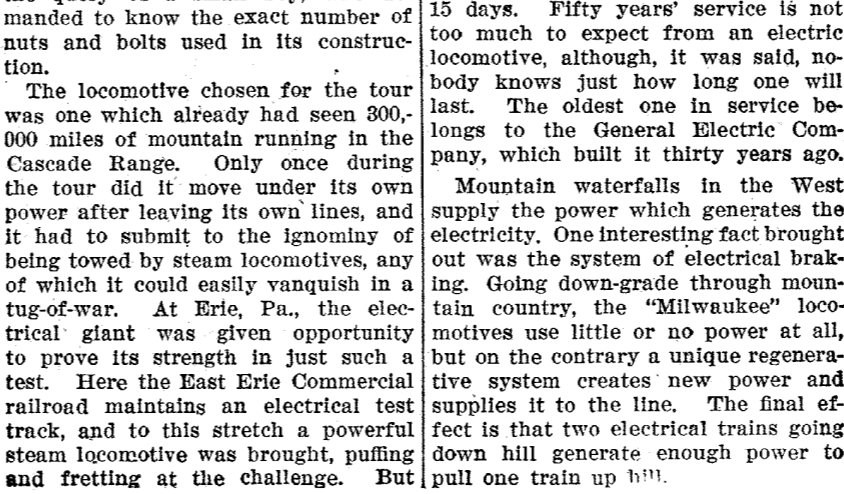 manded to know the exact number of
nuts and bolts used in its construc-
tion.
The locomotive chosen for the tour
was one which already had seen 300,-
000 miles of mountain running in the
Cascade Range. Only once during
the tour did it move under its own
power after leaving its own lines, and
it had to submit to the ignominy of
being towed by steam locomotives, any
of which it could easily vanquish in a
tug-of-war. At Erie, Pa., the elec-
trical giant was given opportunity
to prove its strength in just such a
test. Here the East Erie Commercial
railroad maintains an electrical test
track, and to this stretch a powerful
steam locomotive was brought, puffing
and fretting at the challenge. But
15 days. Fifty years' service is not
too much to expect from an electric
locomotive, although, it was said, no-
body knows just how long one will
last. The oldest one in service be-
longs to the General Electric Com-
pany, which built it thirty years ago.
Mountain waterfalls in the West
supply the power which generates the
electricity. One interesting fact brought
out was the system of electrical brak-
ing. Going down-grade through moun-
tain country, the "Milwaukee" loco-
motives use little or no power at all,
but on the contrary a unique regenera-
tive system creates new power and
supplies it to the line. The final ef-
fect is that two electrical trains going
down hill generate enough power to
pull one train up hill.